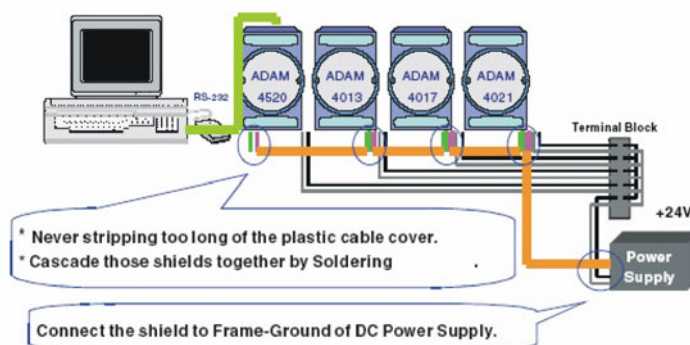 ADAM
4520
ADAM
4013
ADAM
4017
ADAM
4021
RS-232
Terminal Block
+24V
Power
Supply
* Never stripping too long of the plastic cable cover.
* Cascade those shields together by Soldering .
Connect the shield to Frame-Ground of DC Power Supply.